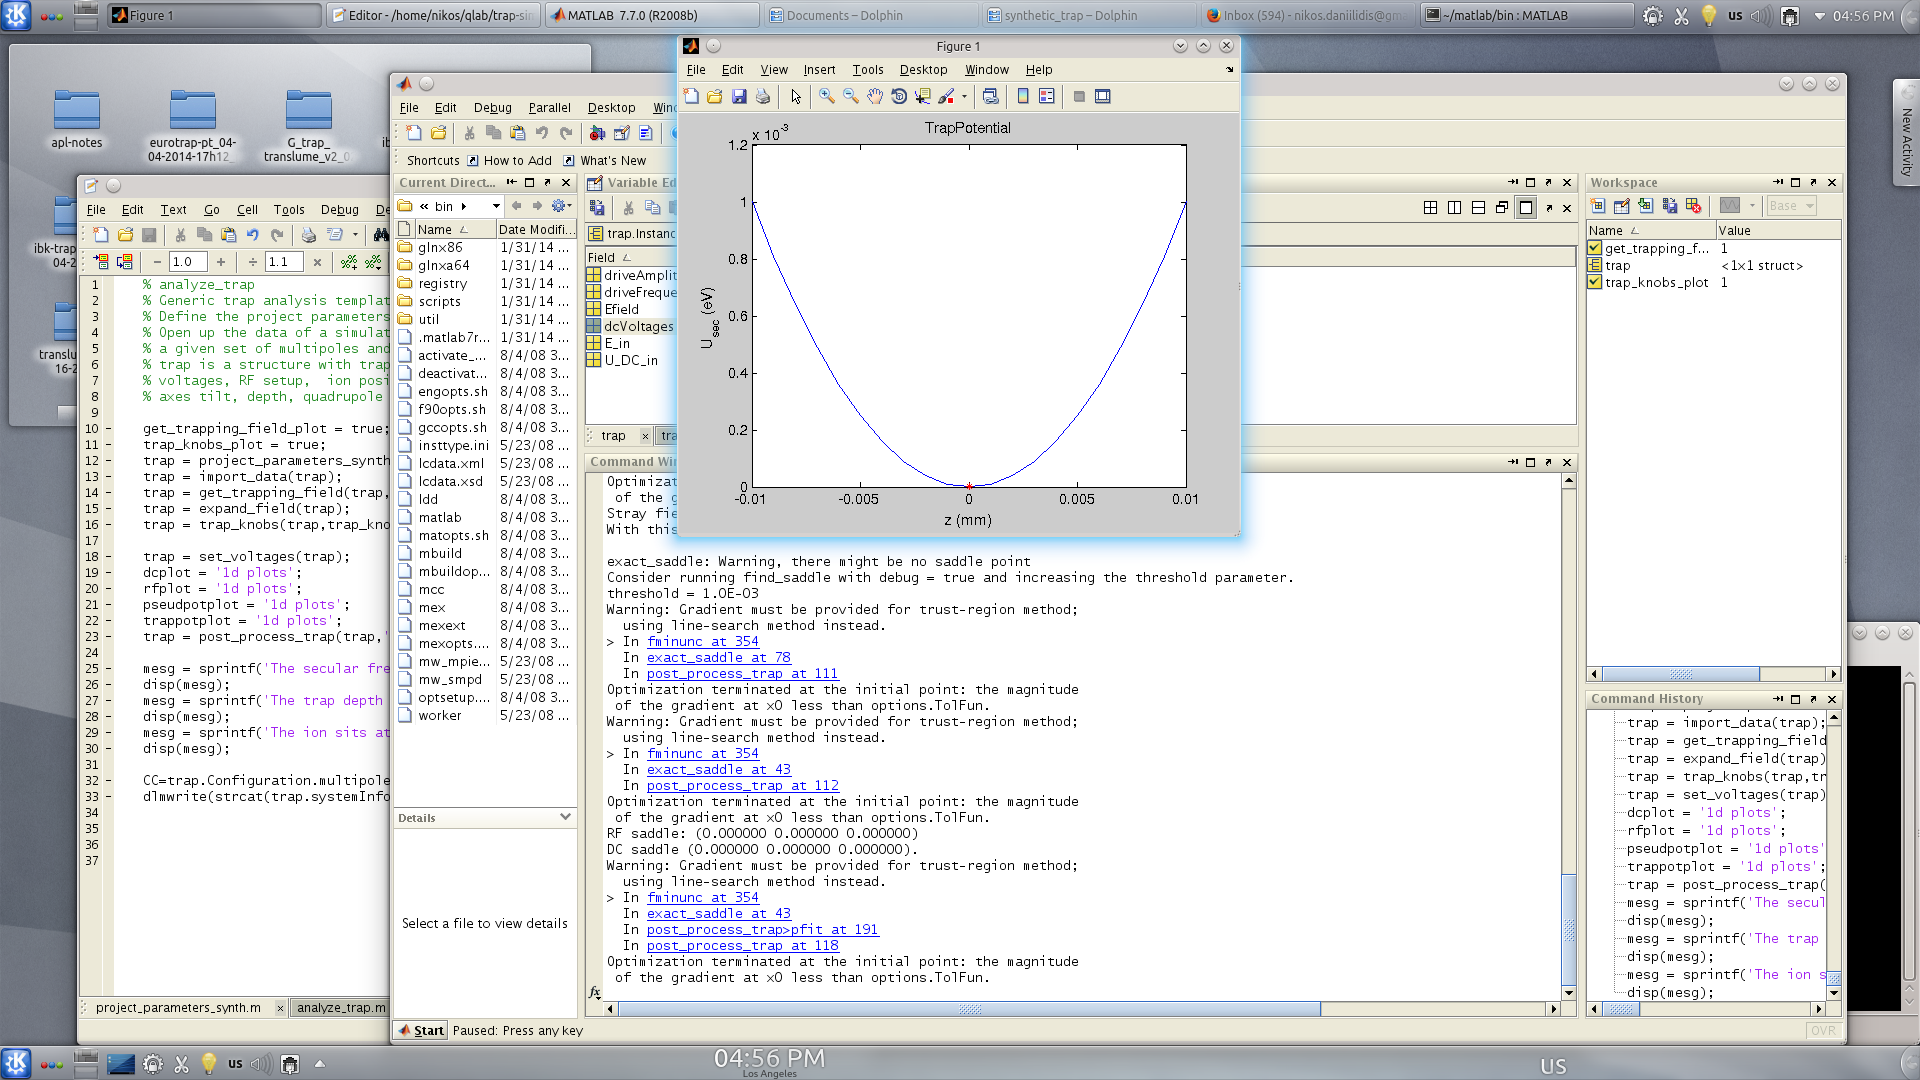 Figure 1
Editor - /home/nikos/qlab/trap-sin
MATLAB 7.7.0 (R2008b)
Documents – Dolphin
synthetic_trap – Dolphin
Inbox (594) - nikos.daniilidis@gm
~/matlab/bin : MATLAB
us
04:56 PM
New Activity
apl-notes
eurotrap-pt_04-
04-2014-17h12_
G_trap_
translume_v2_0
ibk-trap
Figure 1
File Edit View Insert Tools Desktop Window Help
TrapPotential
x 10-3
1.2
1
0.8
0.6
0.4
0.2
0
-0.01 -0.005 0 0.005 0.01
z (mm)
U sec (eV)
File Edit Debug Parallel Desktop
Shortcuts How to Add What's New
Current Direct...
« bin
Name Date Modifi...
glnx86 1/31/14 ...
glnxa64 1/31/14 ...
registry 1/31/14 ...
scripts 1/31/14 ...
util 1/31/14 ...
.matlab7r... 1/31/14 ...
activate_... 8/4/08 3...
deactivat... 8/4/08 3...
engopts.sh 8/4/08 3...
f90opts.sh 8/4/08 3...
gccopts.sh 8/4/08 3...
insttype.ini 5/23/08 ...
lcdata.xml 5/23/08 ...
lcdata.xsd 5/23/08 ...
ldd 8/4/08 3...
matlab 8/4/08 3...
matopts.sh 8/4/08 3...
mbuild 8/4/08 3...
mbuildop... 8/4/08 3...
mcc 8/4/08 3...
mex 8/4/08 3...
mexext 8/4/08 3...
mexopts.... 8/4/08 3...
mw_mpie... 5/23/08 ...
mw_smpd 5/23/08 ...
optsetup.... 8/4/08 3...
worker 5/23/08 ...
Details
Select a file to view details
Start Paused: Press any key
Variable Ed
trap.Instanc
Field
driveAmplit
driveFreque
Efield
dcVoltages
E_in
U_DC_in
trap
Command Win
Optimizat
of the g
Stray fie
With this
exact_saddle: Warning, there might be no saddle point
Consider running find_saddle with debug = true and increasing the threshold parameter.
threshold = 1.0E-03
Warning: Gradient must be provided for trust-region method;
using line-search method instead.
> In fminunc at 354
In exact_saddle at 78
In post_process_trap at 111
Optimization terminated at the initial point: the magnitude
of the gradient at x0 less than options.TolFun.
Warning: Gradient must be provided for trust-region method;
using line-search method instead.
> In fminunc at 354
In exact_saddle at 43
In post_process_trap at 112
Optimization terminated at the initial point: the magnitude
of the gradient at x0 less than options.TolFun.
RF saddle: (0.000000 0.000000 0.000000)
DC saddle (0.000000 0.000000 0.000000).
Warning: Gradient must be provided for trust-region method;
using line-search method instead.
> In fminunc at 354
In exact_saddle at 43
In post_process_trap>pfit at 191
In post_process_trap at 118
Optimization terminated at the initial point: the magnitude
of the gradient at x0 less than options.TolFun.
fx
Workspace
Base
Name Value
get_trapping_f... 1
trap <1x1 struct>
trap_knobs_plot 1
Command History
trap = import_data(trap);
trap = get_trapping_field
trap = expand_field(trap)
trap = trap_knobs(trap,tr
trap = set_voltages(trap)
dcplot = '1d plots';
rfplot = '1d plots';
pseudpotplot = '1d plots'
trappotplot = '1d plots';
trap = post_process_trap(
mesg = sprintf('The secul
disp(mesg);
mesg = sprintf('The trap
disp(mesg);
mesg = sprintf('The ion s
disp(mesg);
OVR
File Edit Text Go Cell Tools Debug De
1.0 1.1
1 % analyze_trap
2 % Generic trap analysis templat
3 % Define the project parameters
4 % Open up the data of a simulat
5 % a given set of multipoles and
6 % trap is a structure with trap
7 % voltages, RF setup, ion posi
8 % axes tilt, depth, quadrupole
9
10 get_trapping_field_plot = true;
11 trap_knobs_plot = true;
12 trap = project_parameters_synth
13 trap = import_data(trap);
14 trap = get_trapping_field(trap,
15 trap = expand_field(trap);
16 trap = trap_knobs(trap,trap_kno
17
18 trap = set_voltages(trap);
19 dcplot = '1d plots';
20 rfplot = '1d plots';
21 pseudpotplot = '1d plots';
22 trappotplot = '1d plots';
23 trap = post_process_trap(trap,'
24
25 mesg = sprintf('The secular fre
26 disp(mesg);
27 mesg = sprintf('The trap depth
28 disp(mesg);
29 mesg = sprintf('The ion sits at
30 disp(mesg);
31
32 CC=trap.Configuration.multipole
33 dlmwrite(strcat(trap.systemInfo
34
35
36
37
project_parameters_synth.m analyze_trap.m
us
04:56 PM
Los Angeles
US